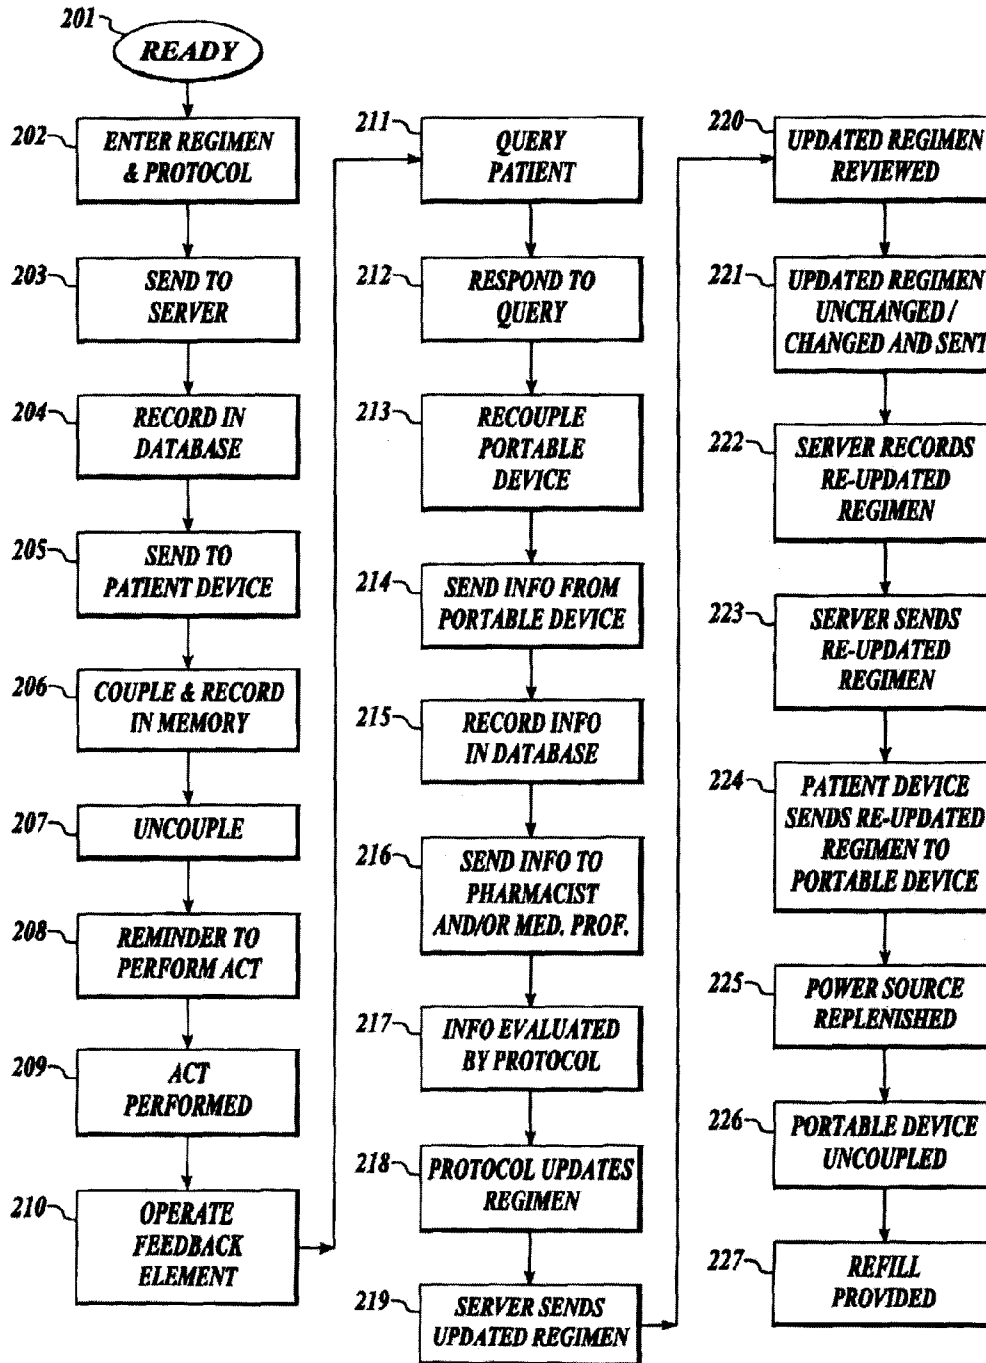 201
READY
202
ENTER REGIMEN
& PROTOCOL
203
SEND TO
SERVER
204
RECORD IN
DATABASE
205
SEND TO
PATIENT DEVICE
206
COUPLE & RECORD
IN MEMORY
207
UNCOUPLE
208
REMINDER TO
PERFORM ACT
209
ACT
PERFORMED
210
OPERATE
FEEDBACK
ELEMENT
211
QUERY
PATIENT
212
RESPOND TO
QUERY
213
RECOUPLE
PORTABLE
DEVICE
214
SEND INFO FROM
PORTABLE DEVICE
215
RECORD INFO
IN DATABASE
216
SEND INFO TO
PHARMACIST
AND/OR MED. PROF.
217
INFO EVALUATED
BY PROTOCOL
218
PROTOCOL UPDATES
REGIMEN
219
SERVER SENDS
UPDATED REGIMEN
220
UPDATED REGIMEN
REVIEWED
221
UPDATED REGIMEN
UNCHANGED /
CHANGED AND SENT
222
SERVER RECORDS
RE-UPDATED
REGIMEN
223
SERVER SENDS
RE-UPDATED
REGIMEN
224
PATIENT DEVICE
SENDS RE-UPDATED
REGIMEN TO
PORTABLE DEVICE
225
POWER SOURCE
REPLENISHED
226
PORTABLE DEVICE
UNCOUPLED
227
REFILL
PROVIDED